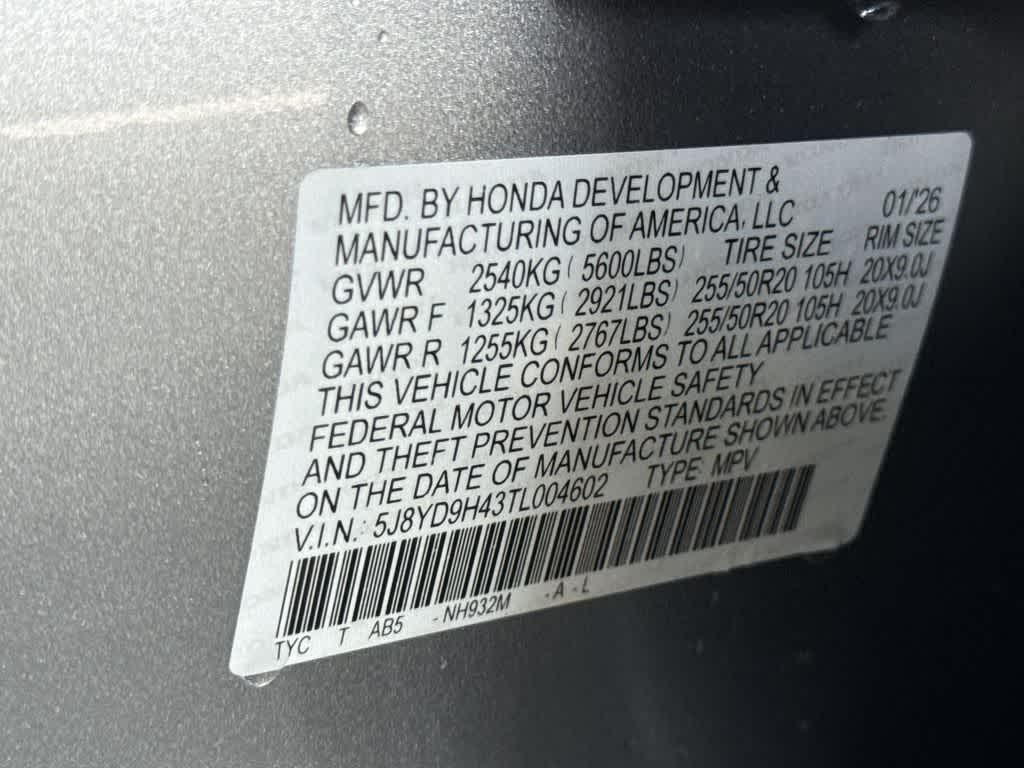 MFD. BY HONDA DEVELOPMENT &
MANUFACTURING OF AMERICA, LLC 01/'26
GVWR 2540KG ( 5600LBS) TIRE SIZE RIM SIZE
GAWR F 1325KG ( 2921LBS) 255/50R20 105H 20X9.0J
GAWR R 1255KG ( 2767LBS) 255/50R20 105H 20X9.0J
THIS VEHICLE CONFORMS TO ALL APPLICABLE
FEDERAL MOTOR VEHICLE SAFETY
AND THEFT PREVENTION STANDARDS IN EFFECT
ON THE DATE OF MANUFACTURE SHOWN ABOVE.
V.I.N.: 5J8YD9H43TL004602 TYPE: MPV
TYC T AB5 - NH932M - A - L